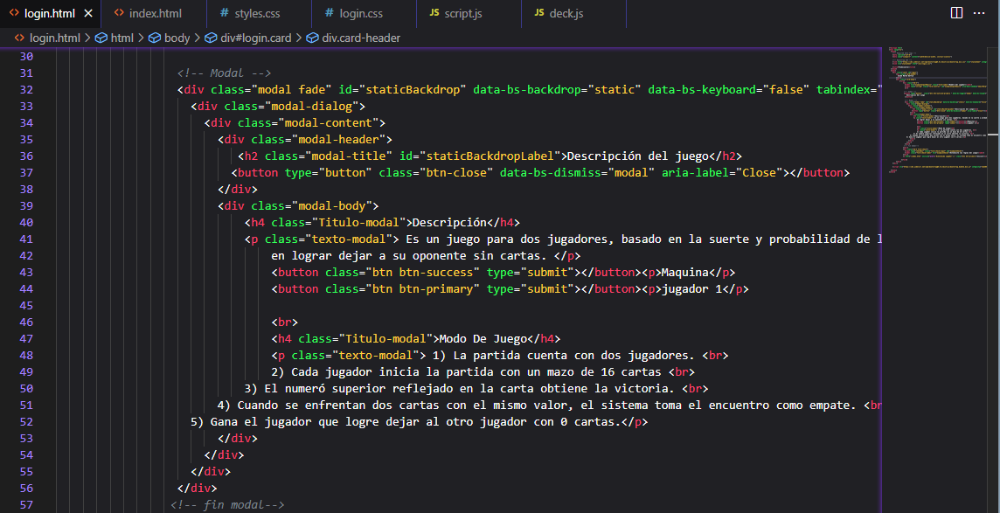 <> login.html × <> index.html # styles.css # login.css JS script.js JS deck.js ···
<> login.html > html > body > div#login.card > div.card-header
30
31 <!-- Modal -->
32 <div class="modal fade" id="staticBackdrop" data-bs-backdrop="static" data-bs-keyboard="false" tabindex="
33 <div class="modal-dialog">
34 <div class="modal-content">
35 <div class="modal-header">
36 <h2 class="modal-title" id="staticBackdropLabel">Descripción del juego</h2>
37 <button type="button" class="btn-close" data-bs-dismiss="modal" aria-label="Close"></button>
38 </div>
39 <div class="modal-body">
40 <h4 class="Titulo-modal">Descripción</h4>
41 <p class="texto-modal"> Es un juego para dos jugadores, basado en la suerte y probabilidad de l
42 en lograr dejar a su oponente sin cartas. </p>
43 <button class="btn btn-success" type="submit"></button><p>Maquina</p>
44 <button class="btn btn-primary" type="submit"></button><p>jugador 1</p>
45
46 <br>
47 <h4 class="Titulo-modal">Modo De Juego</h4>
48 <p class="texto-modal"> 1) La partida cuenta con dos jugadores. <br>
49 2) Cada jugador inicia la partida con un mazo de 16 cartas <br>
50 3) El numeró superior reflejado en la carta obtiene la victoria. <br>
51 4) Cuando se enfrentan dos cartas con el mismo valor, el sistema toma el encuentro como empate. <br
52 5) Gana el jugador que logre dejar al otro jugador con 0 cartas.</p>
53 </div>
54 </div>
55 </div>
56 </div>
57 <!-- fin modal-->